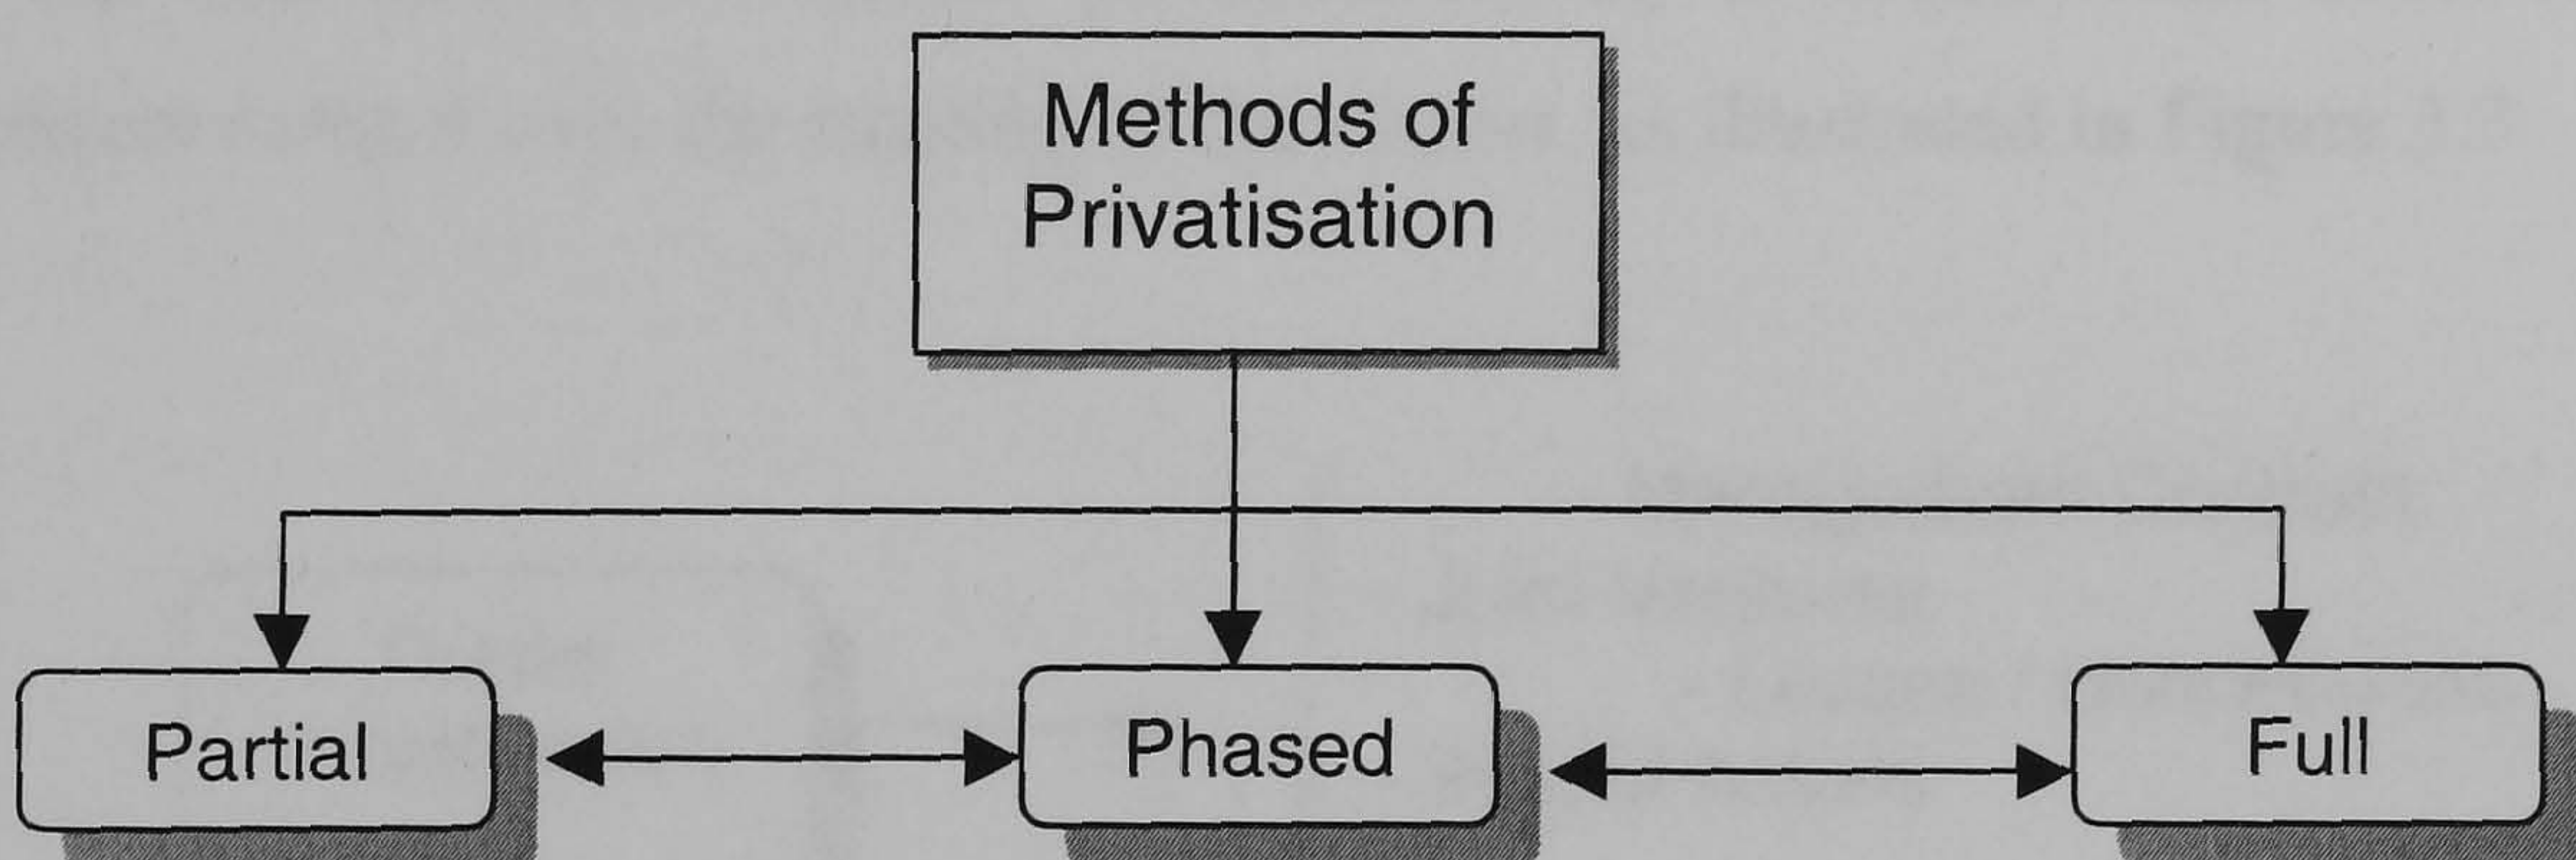 Methods of
Privatisation
Partial
Phased
Full